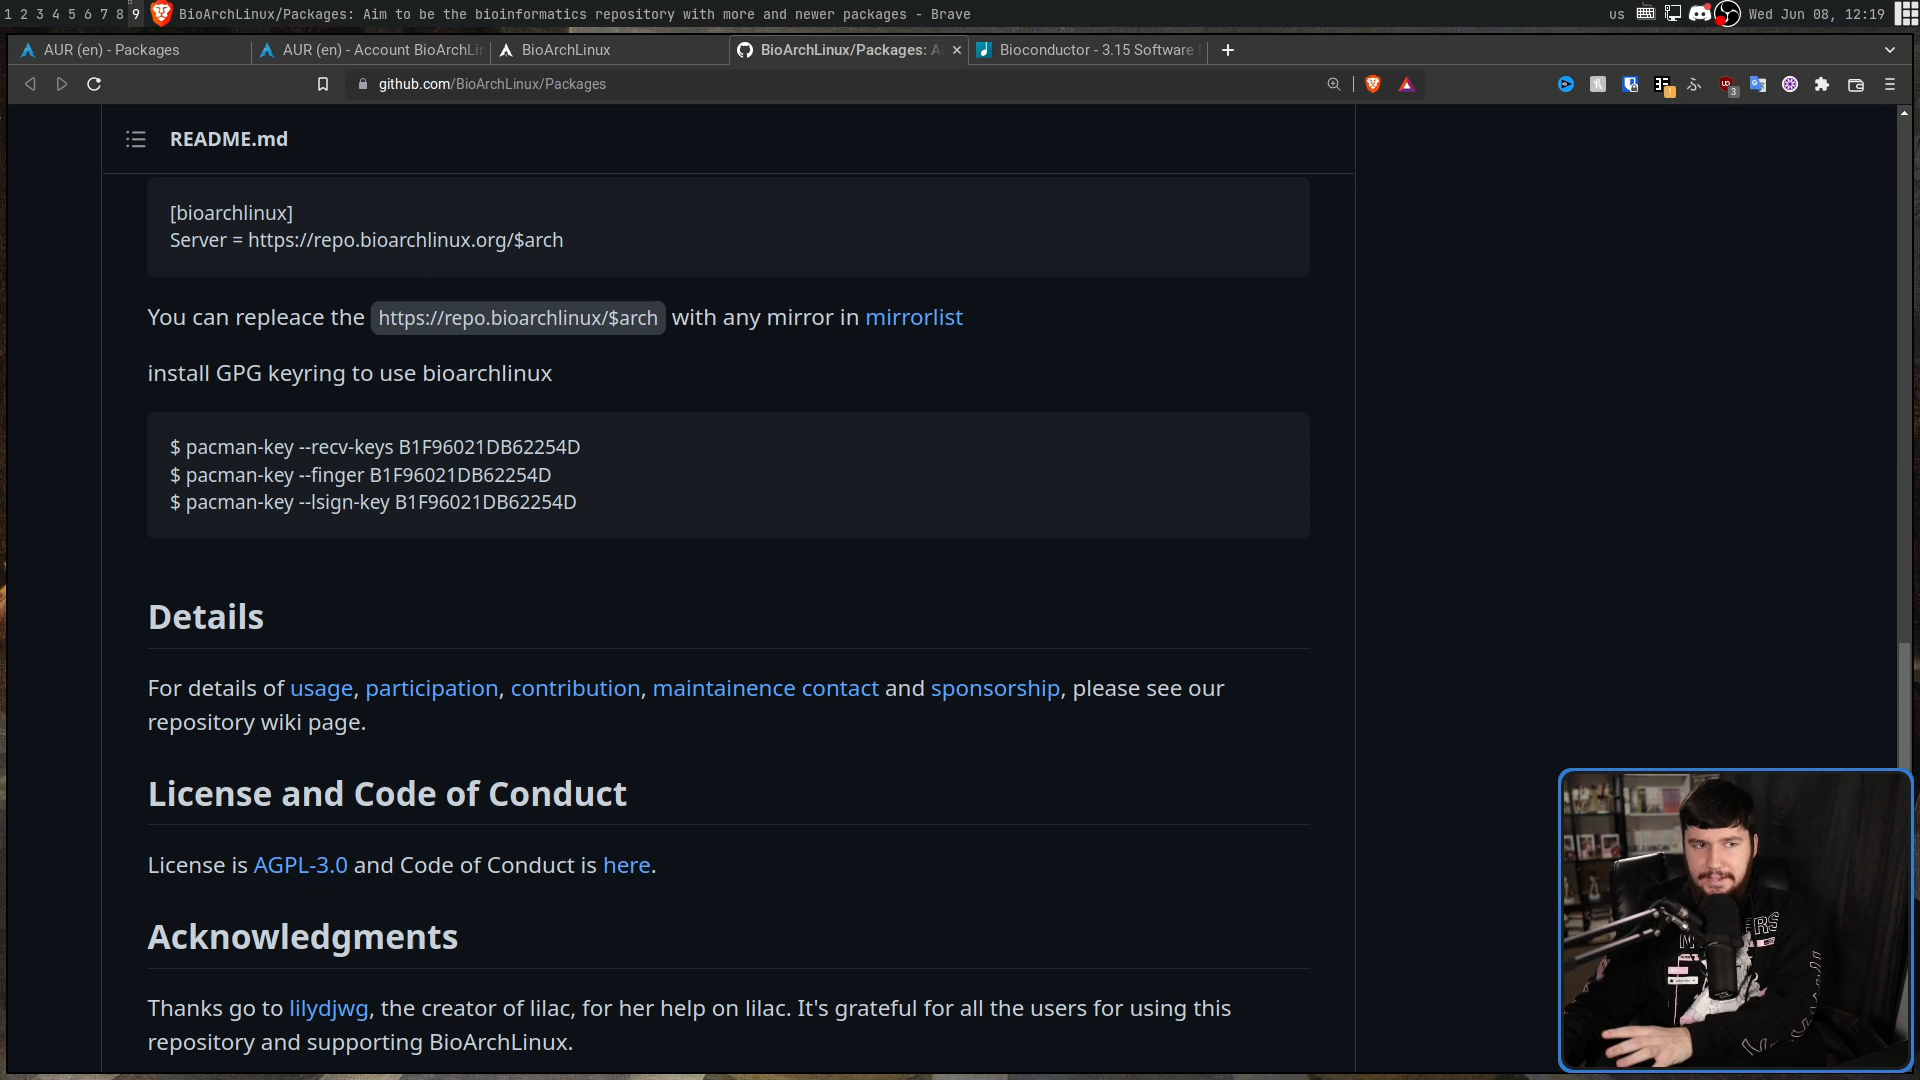 1 2 3 4 5 6 7 8 9 BioArchLinux/Packages: Aim to be the bioinformatics repository with more and newer packages - Brave us Wed Jun 08, 12:19
AUR (en) - Packages AUR (en) - Account BioArchLin BioArchLinux BioArchLinux/Packages: A Bioconductor - 3.15 Software
github.com/BioArchLinux/Packages 3
README.md
[bioarchlinux]
Server = https://repo.bioarchlinux.org/$arch
You can repleace the https://repo.bioarchlinux/$arch with any mirror in mirrorlist
install GPG keyring to use bioarchlinux
$ pacman-key --recv-keys B1F96021DB62254D
$ pacman-key --finger B1F96021DB62254D
$ pacman-key --lsign-key B1F96021DB62254D
Details
For details of usage, participation, contribution, maintainence contact and sponsorship, please see our
repository wiki page.
License and Code of Conduct
License is AGPL-3.0 and Code of Conduct is here.
Acknowledgments
Thanks go to lilydjwg, the creator of lilac, for her help on lilac. It's grateful for all the users for using this
repository and supporting BioArchLinux.